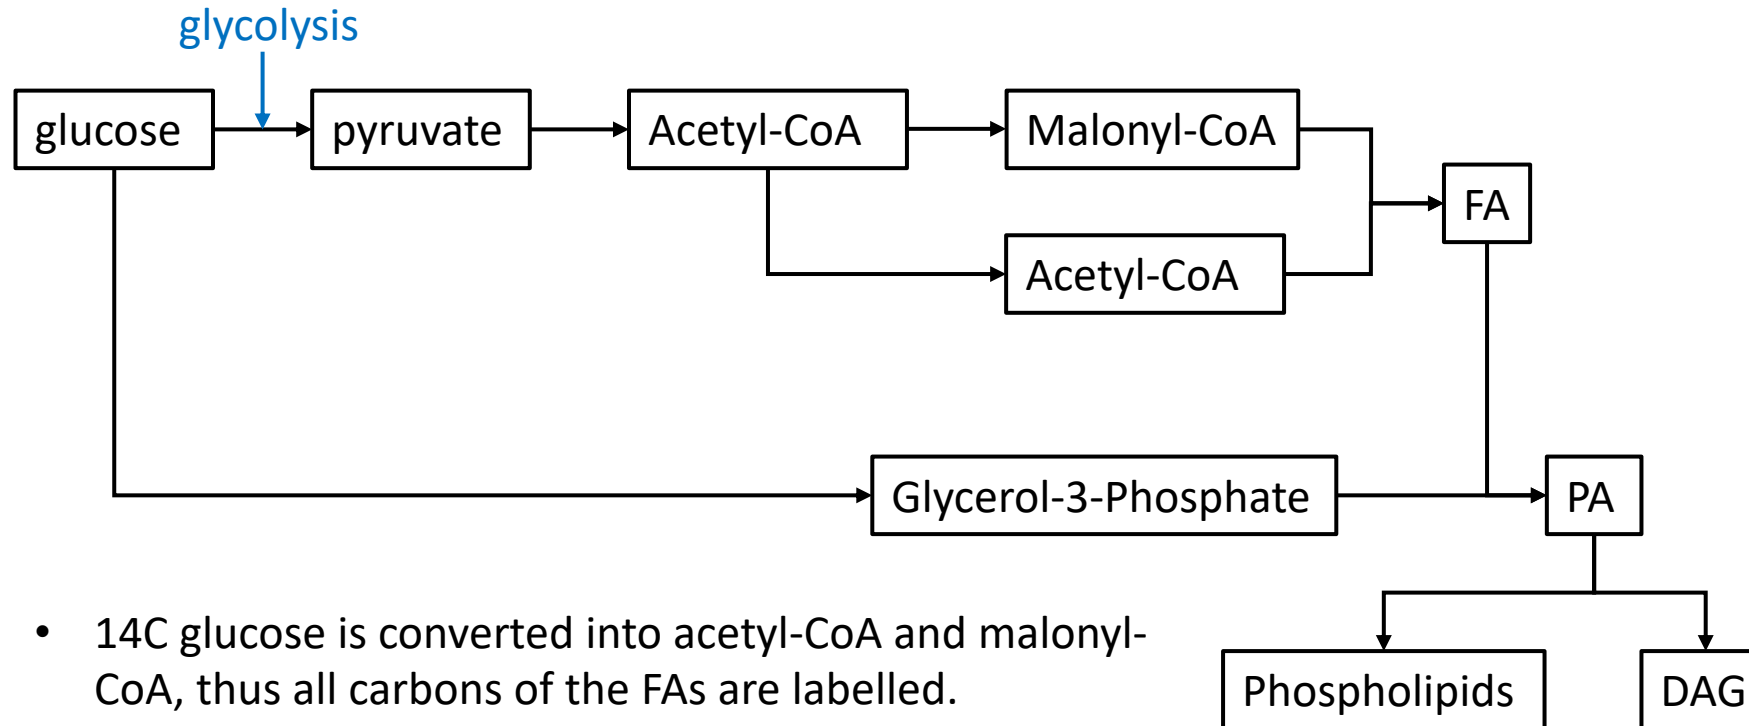 glycolysis
glucose
pyruvate
Acetyl-CoA
Malonyl-CoA
FA
Acetyl-CoA
Glycerol-3-Phosphate
PA
• 14C glucose is converted into acetyl-CoA and malonyl-
CoA, thus all carbons of the FAs are labelled.
Phospholipids
DAG